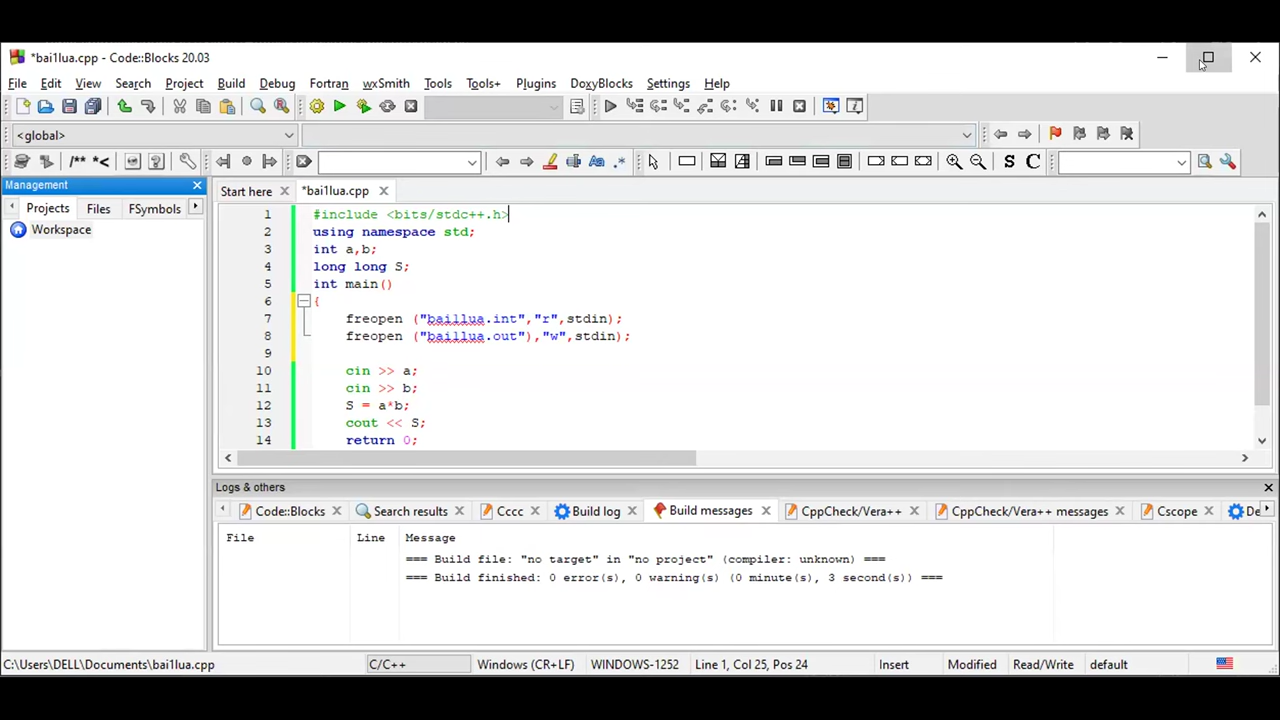 *bai1lua.cpp - Code::Blocks 20.03
File Edit View Search Project Build Debug Fortran wxSmith Tools Tools+ Plugins DoxyBlocks Settings Help
<global>
/** *< S C
Management
Projects Files FSymbols
Workspace
Start here *bai1lua.cpp
1 #include <bits/stdc++.h>
2 using namespace std;
3 int a,b;
4 long long S;
5 int main()
6 {
7 freopen ("bai1lua.int","r",stdin);
8 freopen ("bai1lua.out"),"w",stdin);
9
10 cin >> a;
11 cin >> b;
12 S = a*b;
13 cout << S;
14 return 0;
Logs & others
Code::Blocks Search results Cccc Build log Build messages CppCheck/Vera++ CppCheck/Vera++ messages Cscope De
File Line Message
=== Build file: "no target" in "no project" (compiler: unknown) ===
=== Build finished: 0 error(s), 0 warning(s) (0 minute(s), 3 second(s)) ===
C:\Users\DELL\Documents\bai1lua.cpp C/C++ Windows (CR+LF) WINDOWS-1252 Line 1, Col 25, Pos 24 Insert Modified Read/Write default